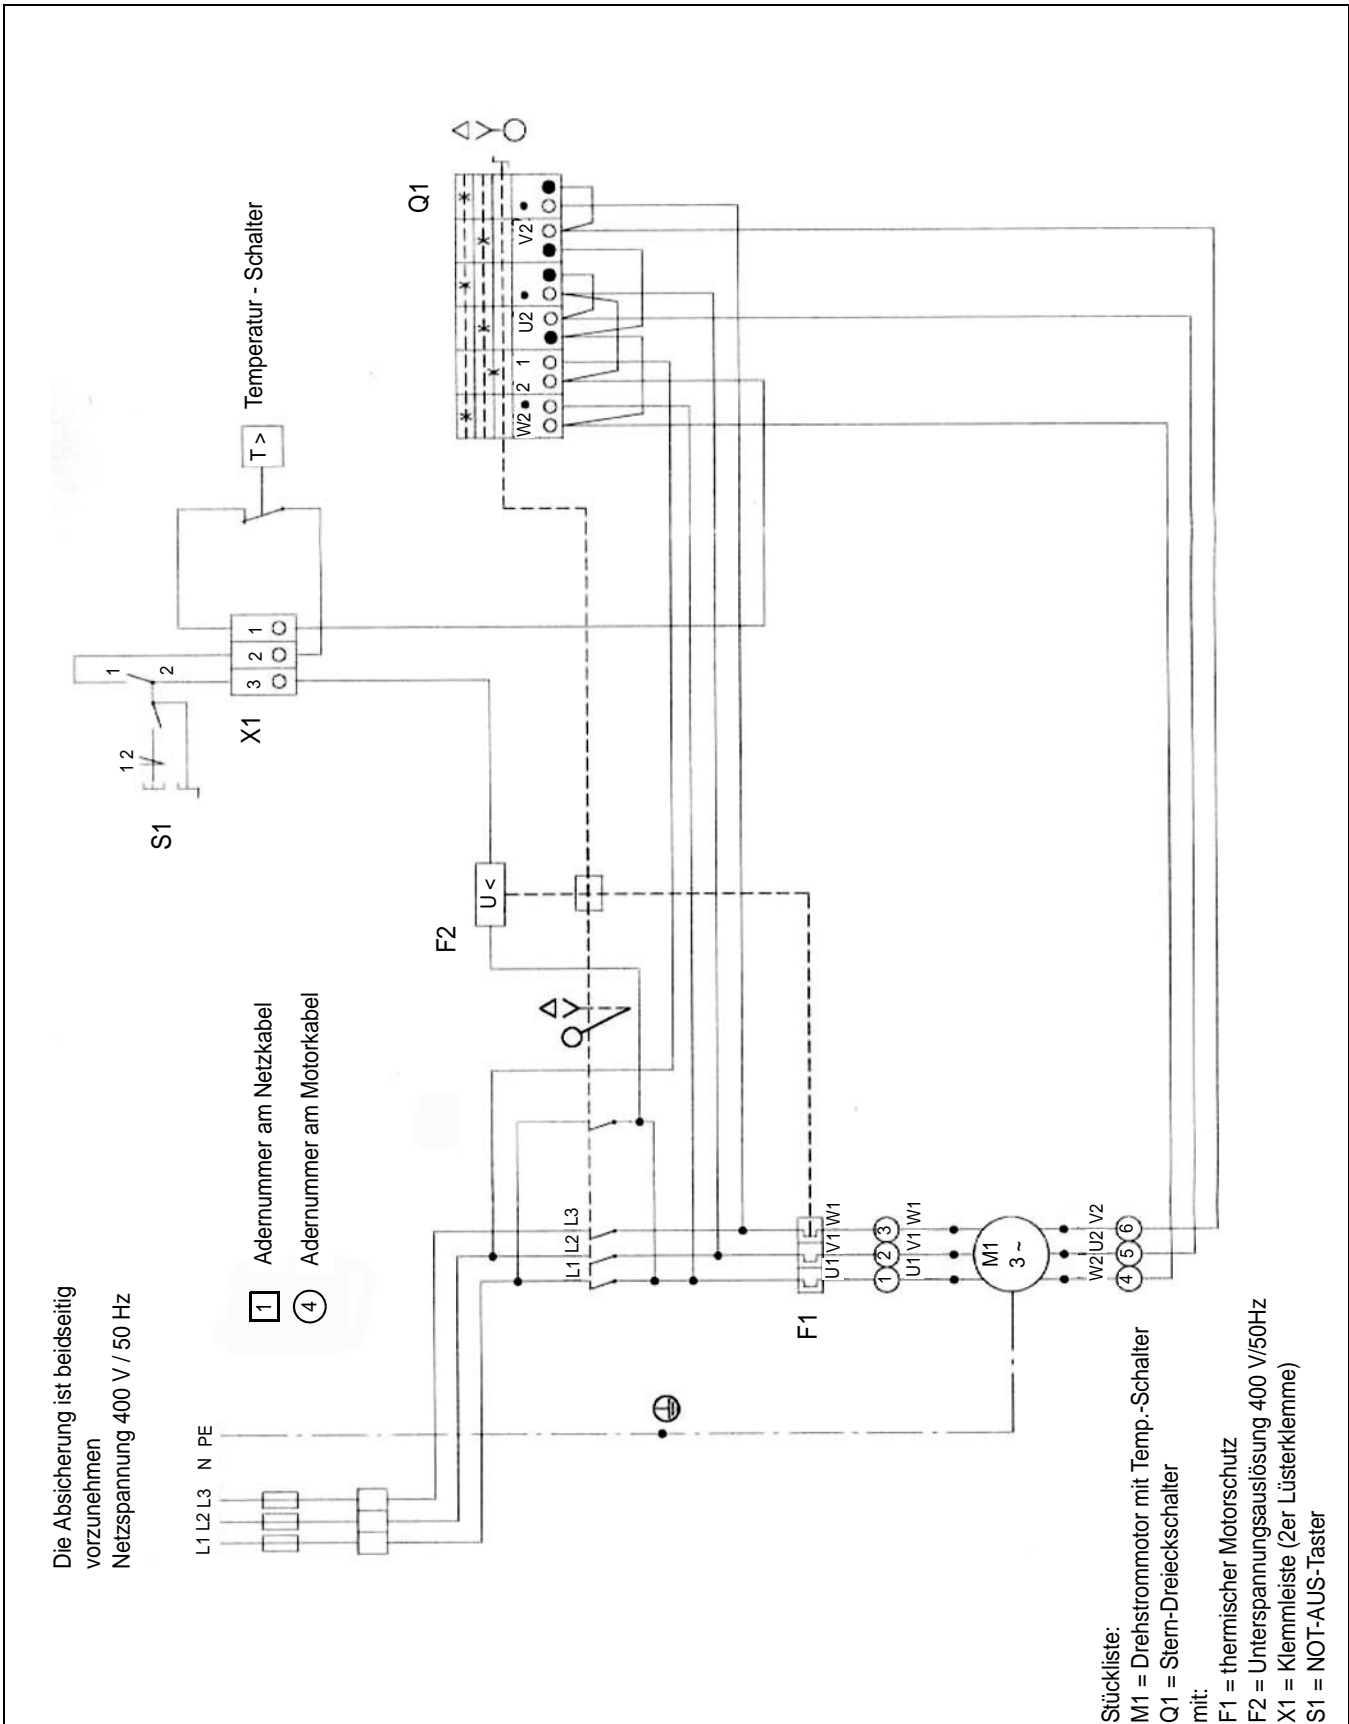 Die Absicherung ist beidseitig
vorzunehmen
Netzspannung 400 V / 50 Hz
L1 L2 L3 N PE
1 Adernummer am Netzkabel
4 Adernummer am Motorkabel
S1
1 2
1
2
X1
3 2 1
T > Temperatur - Schalter
Q1
W2 2 1 U2 V2
F2
U <
L1 L2 L3
F1
U1 V1 W1
1 2 3
U1 V1 W1
M1
3 ~
W2 U2 V2
4 5 6
Stückliste:
M1 = Drehstrommotor mit Temp.-Schalter
Q1 = Stern-Dreieckschalter
mit:
F1 = thermischer Motorschutz
F2 = Unterspannungsauslösung 400 V/50Hz
X1 = Klemmleiste (2er Lüsterklemme)
S1 = NOT-AUS-Taster